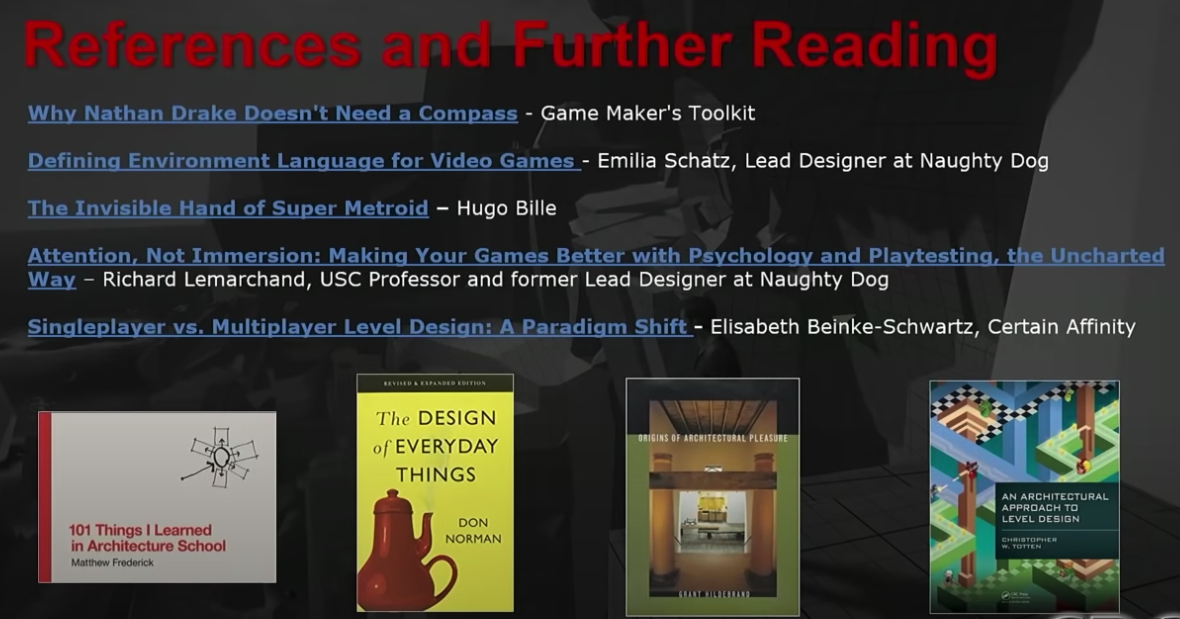 References and Further Reading
Why Nathan Drake Doesn't Need a Compass - Game Maker's Toolkit
Defining Environment Language for Video Games - Emilia Schatz, Lead Designer at Naughty Dog
The Invisible Hand of Super Metroid – Hugo Bille
Attention, Not Immersion: Making Your Games Better with Psychology and Playtesting, the Uncharted
Way – Richard Lemarchand, USC Professor and former Lead Designer at Naughty Dog
Singleplayer vs. Multiplayer Level Design: A Paradigm Shift – Elisabeth Beinke-Schwartz, Certain Affinity
101 Things I Learned
in Architecture School
Matthew Frederick
REVISED & EXPANDED EDITION
The DESIGN
of EVERYDAY
THINGS
DON
NORMAN
ORIGINS OF ARCHITECTURAL PLEASURE
GRANT HILDEBRAND
AN ARCHITECTURAL
APPROACH TO
LEVEL DESIGN
CHRISTOPHER
W. TOTTEN